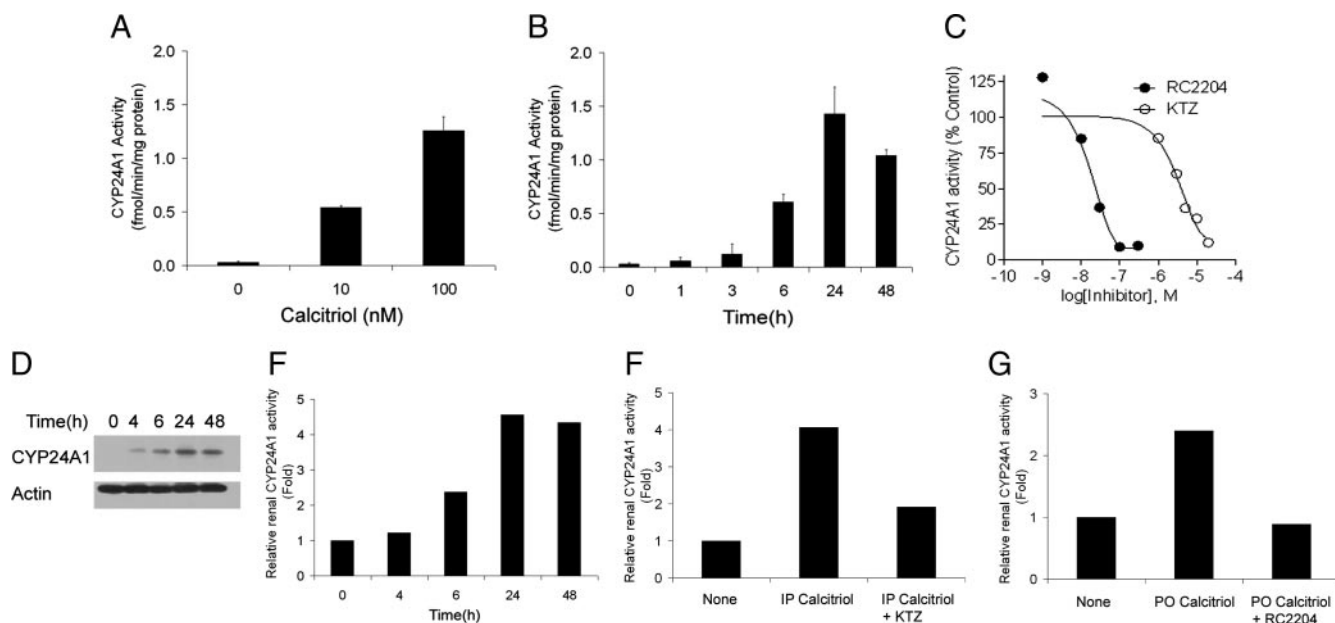 A
CYP24A1 Activity
(fmol/min/mg protein)
2.0
1.5
1.0
0.5
0.0
0 10 100
Calcitriol (nM)
B
CYP24A1 Activity
(fmol/min/mg protein)
2.0
1.5
1.0
0.5
0.0
0 1 3 6 24 48
Time(h)
C
CYP24A1 activity (% Control)
125
100
75
50
25
0
RC2204
KTZ
-10 -9 -8 -7 -6 -5 -4
log[Inhibitor], M
D
Time(h) 0 4 6 24 48
CYP24A1
Actin
F
Relative renal CYP24A1 activity
(Fold)
5
4
3
2
1
0
0 4 6 24 48
Time(h)
F
Relative renal CYP24A1 activity
(Fold)
5
4
3
2
1
0
None IP Calcitriol IP Calcitriol
+ KTZ
G
Relative renal CYP24A1 activity
(Fold)
3
2
1
0
None PO Calcitriol PO Calcitriol
+ RC2204